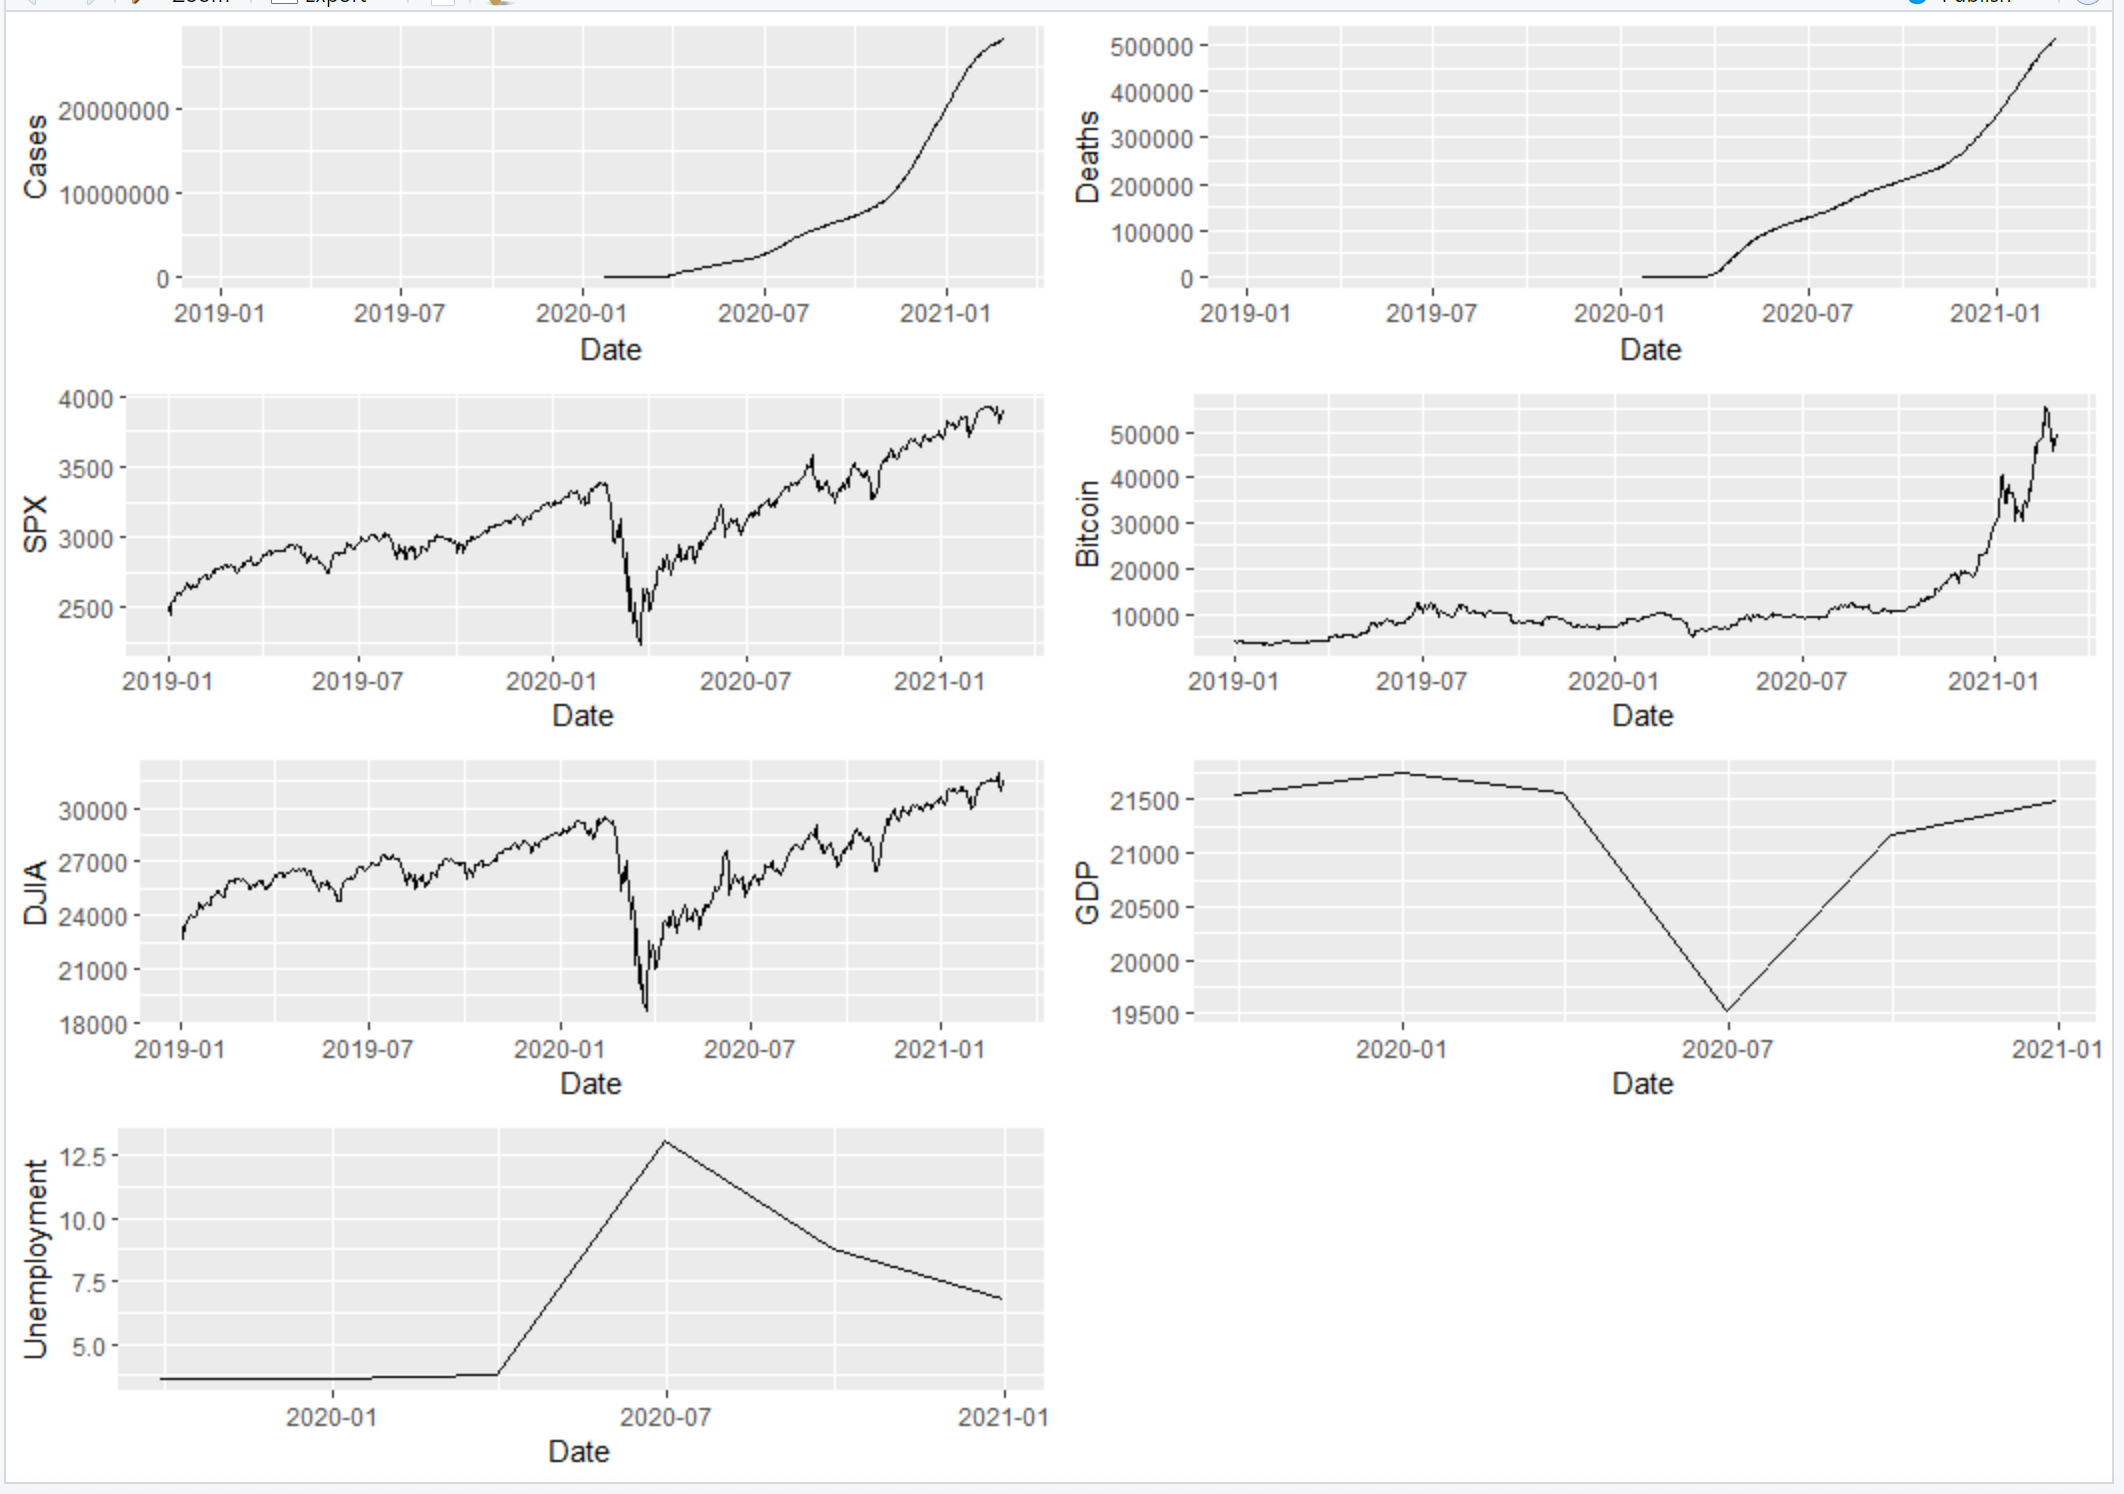 Zoom Export Publish
Cases
20000000
10000000
0
2019-01 2019-07 2020-01 2020-07 2021-01
Date
Deaths
500000
400000
300000
200000
100000
0
2019-01 2019-07 2020-01 2020-07 2021-01
Date
SPX
4000
3500
3000
2500
2019-01 2019-07 2020-01 2020-07 2021-01
Date
Bitcoin
50000
40000
30000
20000
10000
2019-01 2019-07 2020-01 2020-07 2021-01
Date
DJIA
30000
27000
24000
21000
18000
2019-01 2019-07 2020-01 2020-07 2021-01
Date
GDP
21500
21000
20500
20000
19500
2020-01 2020-07 2021-01
Date
Unemployment
12.5
10.0
7.5
5.0
2020-01 2020-07 2021-01
Date